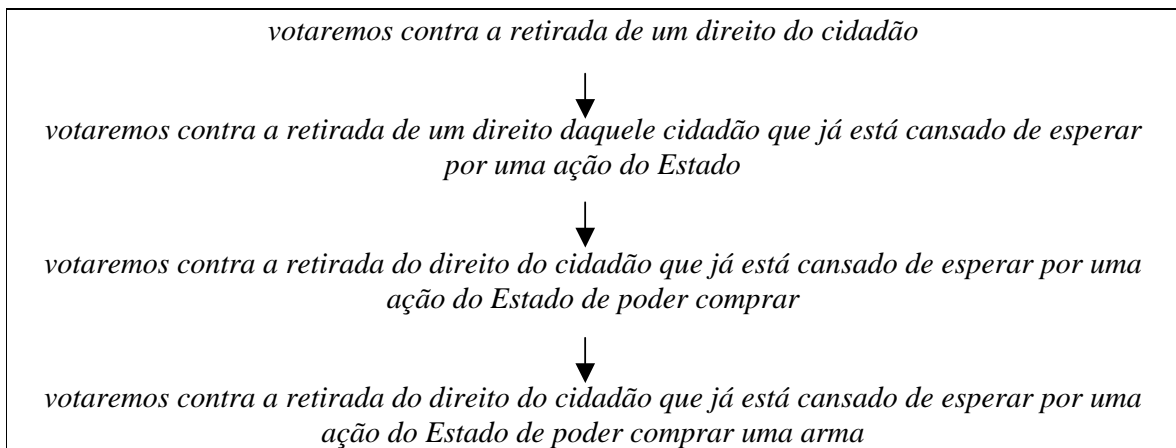 votaremos contra a retirada de um direito do cidadão
votaremos contra a retirada de um direito daquele cidadão que já está cansado de esperar
por uma ação do Estado
votaremos contra a retirada do direito do cidadão que já está cansado de esperar por uma
ação do Estado de poder comprar
votaremos contra a retirada do direito do cidadão que já está cansado de esperar por uma
ação do Estado de poder comprar uma arma